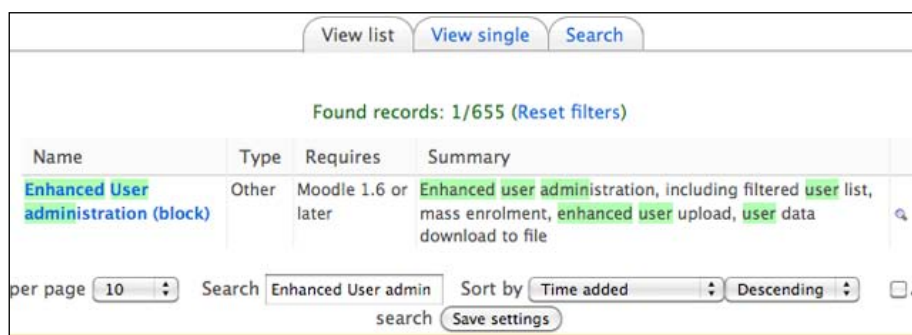 View list View single Search
Found records: 1/655 (Reset filters)
Name Type Requires Summary
Enhanced User administration (block) Other Moodle 1.6 or later Enhanced user administration, including filtered user list, mass enrolment, enhanced user upload, user data download to file
per page 10 Search Enhanced User admin Sort by Time added Descending
search Save settings